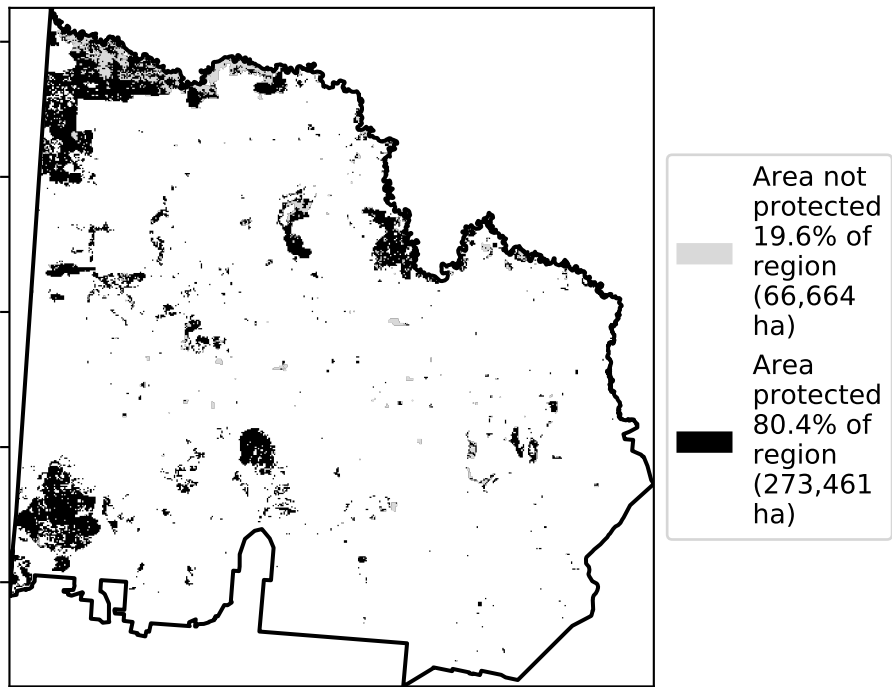 Area not
protected
19.6% of
region
(66,664
ha)
Area
protected
80.4% of
region
(273,461
ha)